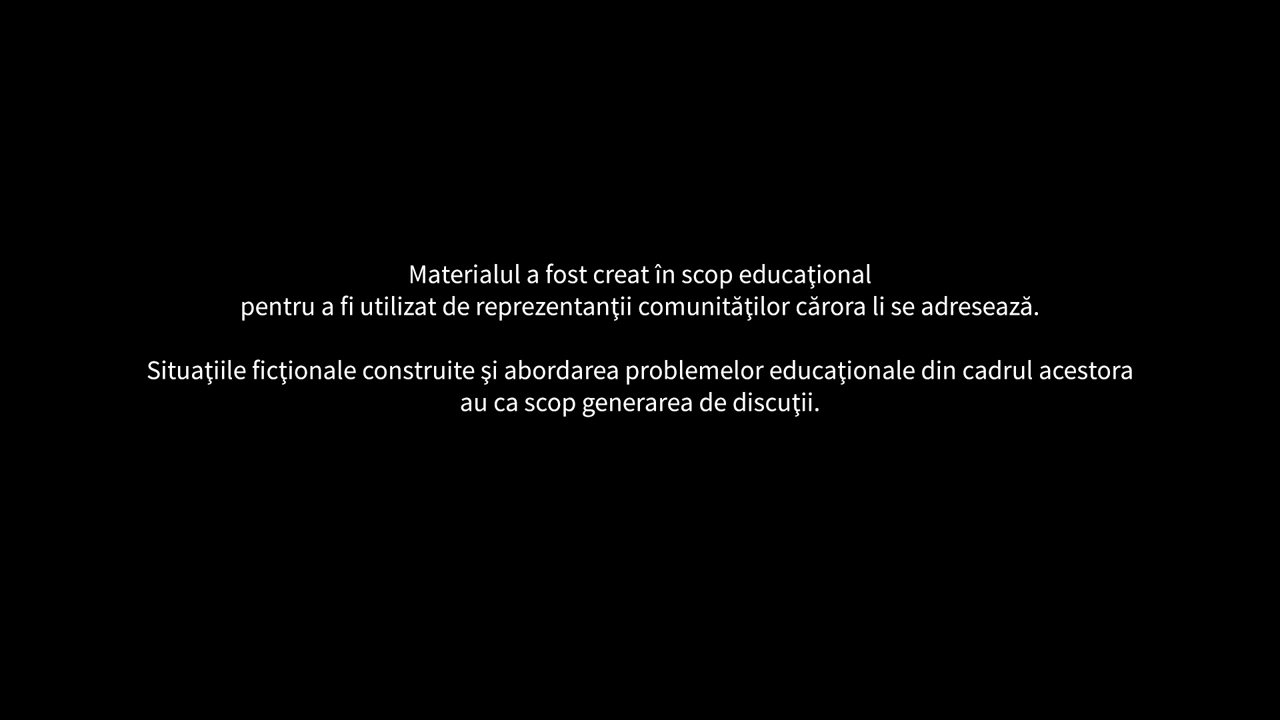 Materialul a fost creat în scop educaţional
pentru a fi utilizat de reprezentanţii comunităţilor cărora li se adresează.
Situaţiile ficţionale construite şi abordarea problemelor educaţionale din cadrul acestora
au ca scop generarea de discuţii.